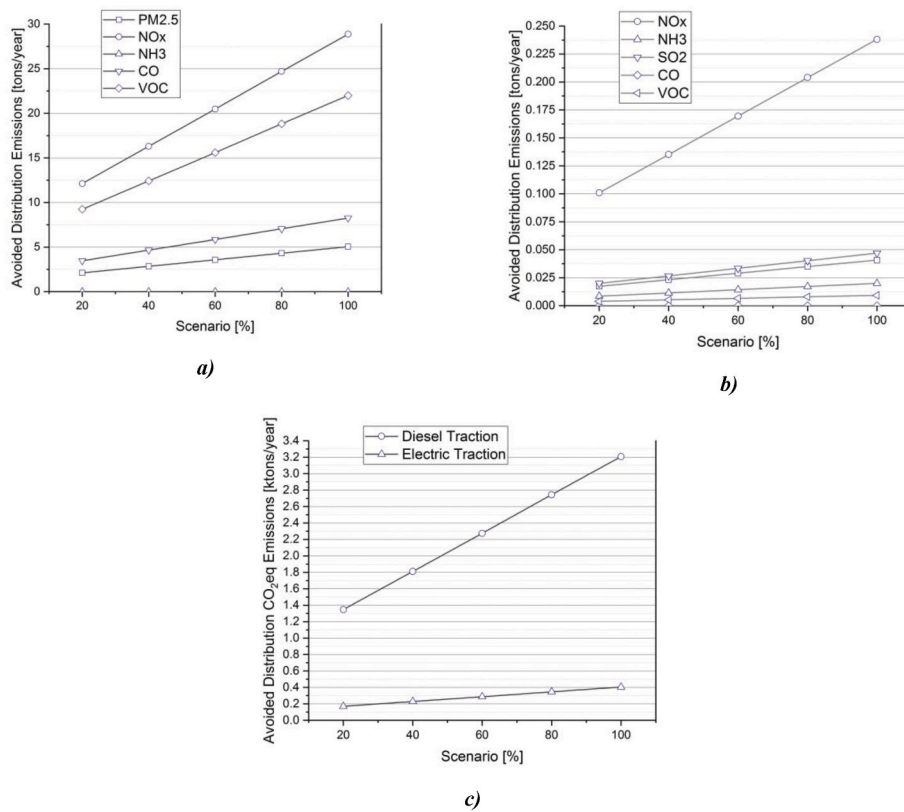 PM2.5
NOx
NH3
CO
VOC
Avoided Distribution Emissions [tons/year]
30
25
20
15
10
5
0
20 40 60 80 100
Scenario [%]
a)
NOx
NH3
SO2
CO
VOC
Avoided Distribution Emissions [tons/year]
0.250
0.225
0.200
0.175
0.150
0.125
0.100
0.075
0.050
0.025
0.000
20 40 60 80 100
Scenario [%]
b)
Diesel Traction
Electric Traction
Avoided Distribution CO₂eq Emissions [ktons/year]
3.4
3.2
3.0
2.8
2.6
2.4
2.2
2.0
1.8
1.6
1.4
1.2
1.0
0.8
0.6
0.4
0.2
0.0
20 40 60 80 100
Scenario [%]
c)